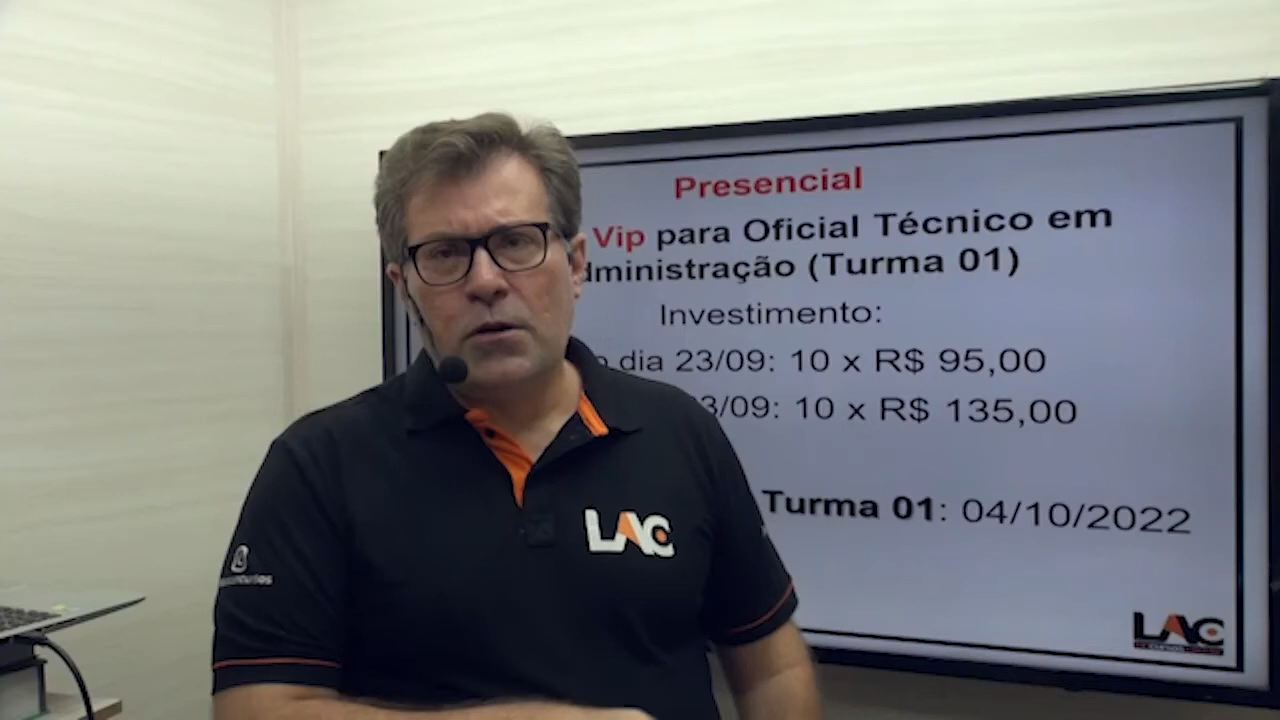 Presencial
Vip para Oficial Técnico em
dministração (Turma 01)
Investimento:
dia 23/09: 10 x R$ 95,00
3/09: 10 x R$ 135,00
Turma 01: 04/10/2022
LAC
LAC